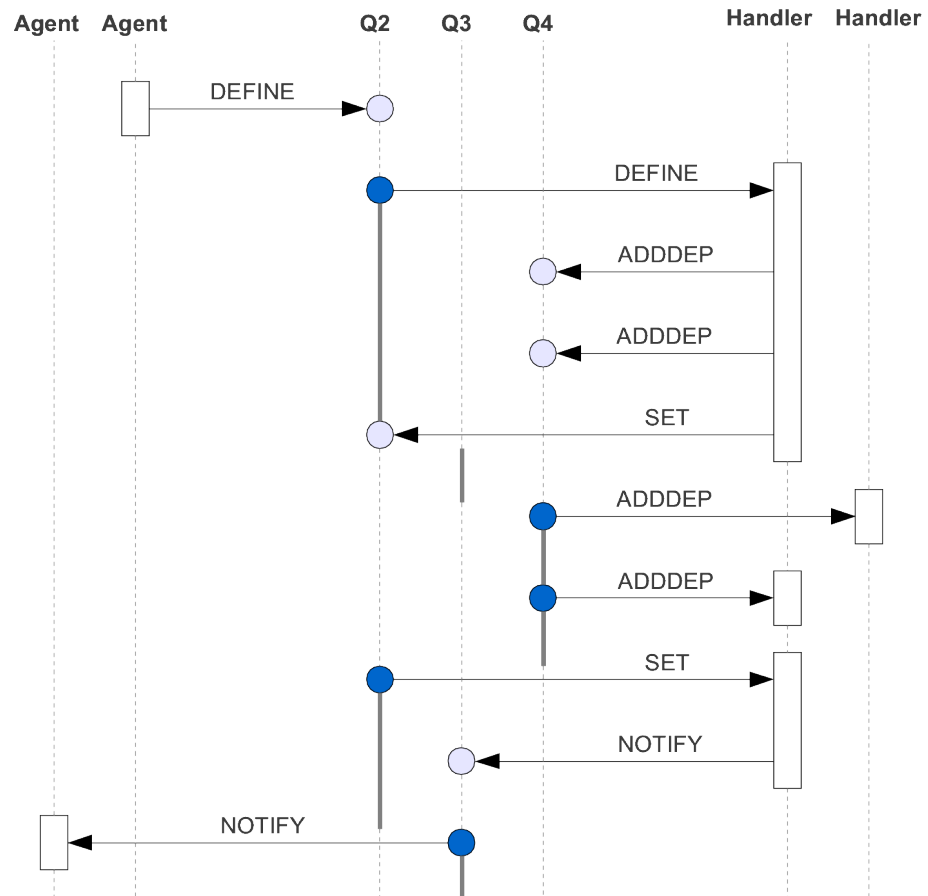 Agent Agent Q2 Q3 Q4 Handler Handler
DEFINE
DEFINE
ADDDEP
ADDDEP
SET
ADDDEP
ADDDEP
SET
NOTIFY
NOTIFY